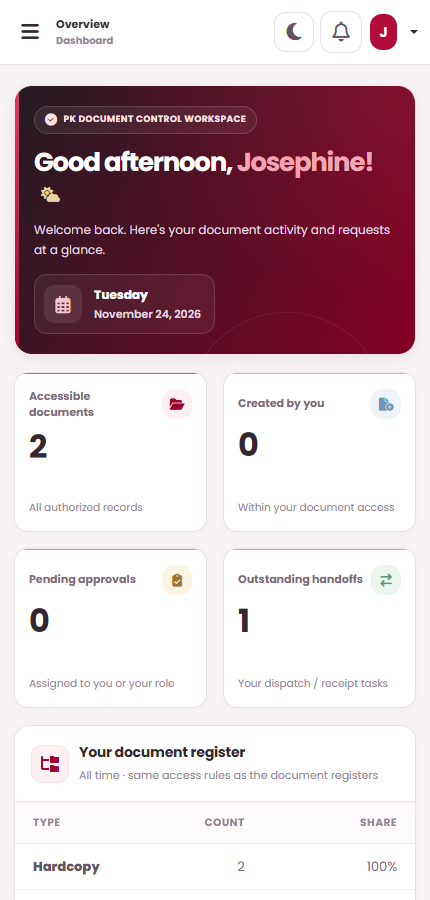 Overview
Dashboard
J
PK DOCUMENT CONTROL WORKSPACE
Good afternoon, Josephine!
Welcome back. Here's your document activity and requests
at a glance.
Tuesday
November 24, 2026
Accessible
documents
2
All authorized records
Created by you
0
Within your document access
Pending approvals
0
Assigned to you or your role
Outstanding handoffs
1
Your dispatch / receipt tasks
Your document register
All time · same access rules as the document registers
TYPE COUNT SHARE
Hardcopy 2 100%